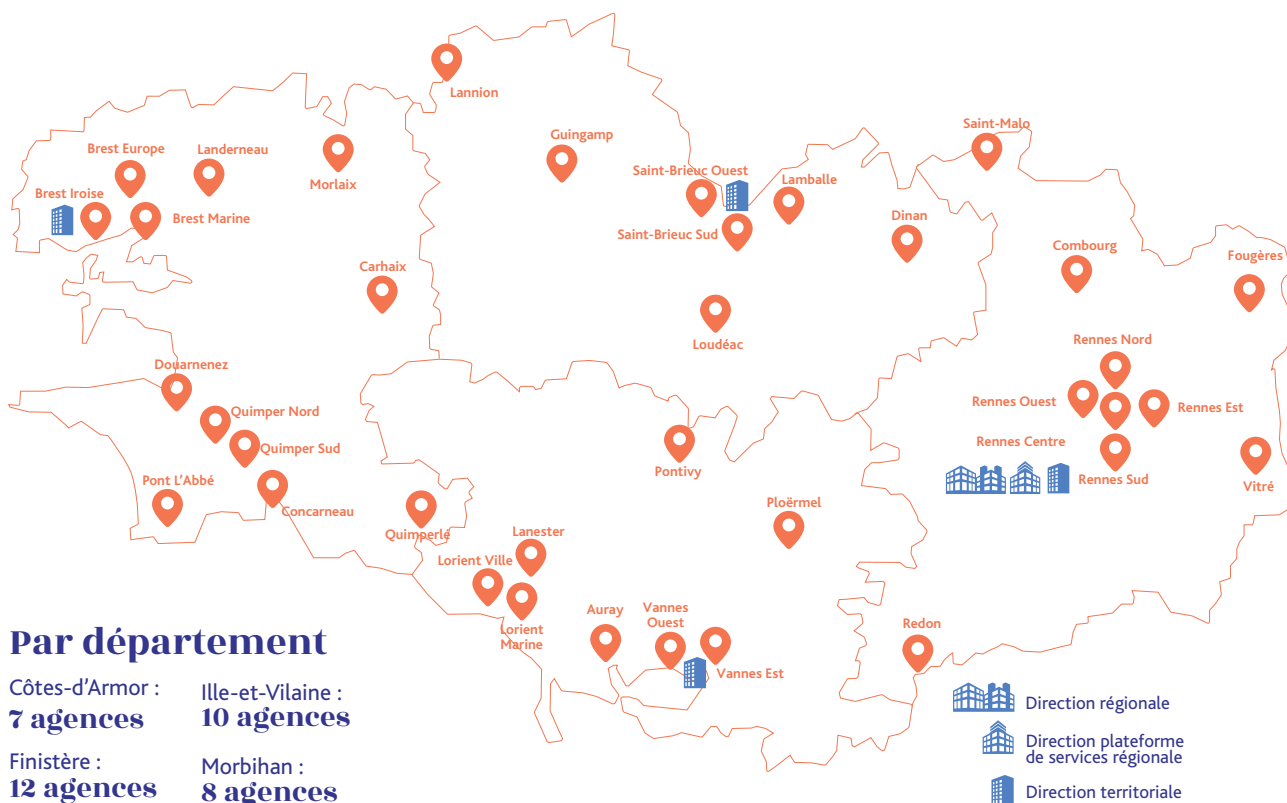 Lannion
Saint-Malo
Guingamp
Brest Europe
Landerneau
Morlaix
Saint-Brieuc Ouest
Lamballe
Brest Iroise
Brest Marine
Dinan
Saint-Brieuc Sud
Combourg
Fougères
Carhaix
Loudéac
Rennes Nord
Douarnenez
Rennes Ouest
Rennes Est
Quimper Nord
Quimper Sud
Rennes Centre
Pontivy
Rennes Sud
Pont L'Abbé
Vitré
Concarneau
Ploërmel
Quimperlé
Lanester
Lorient Ville
Auray
Vannes
Ouest
Lorient
Marine
Redon
Vannes Est
Par département
Côtes-d'Armor :
7 agences
Ille-et-Vilaine :
10 agences
Finistère :
12 agences
Morbihan :
8 agences
Direction régionale
Direction plateforme
de services régionale
Direction territoriale